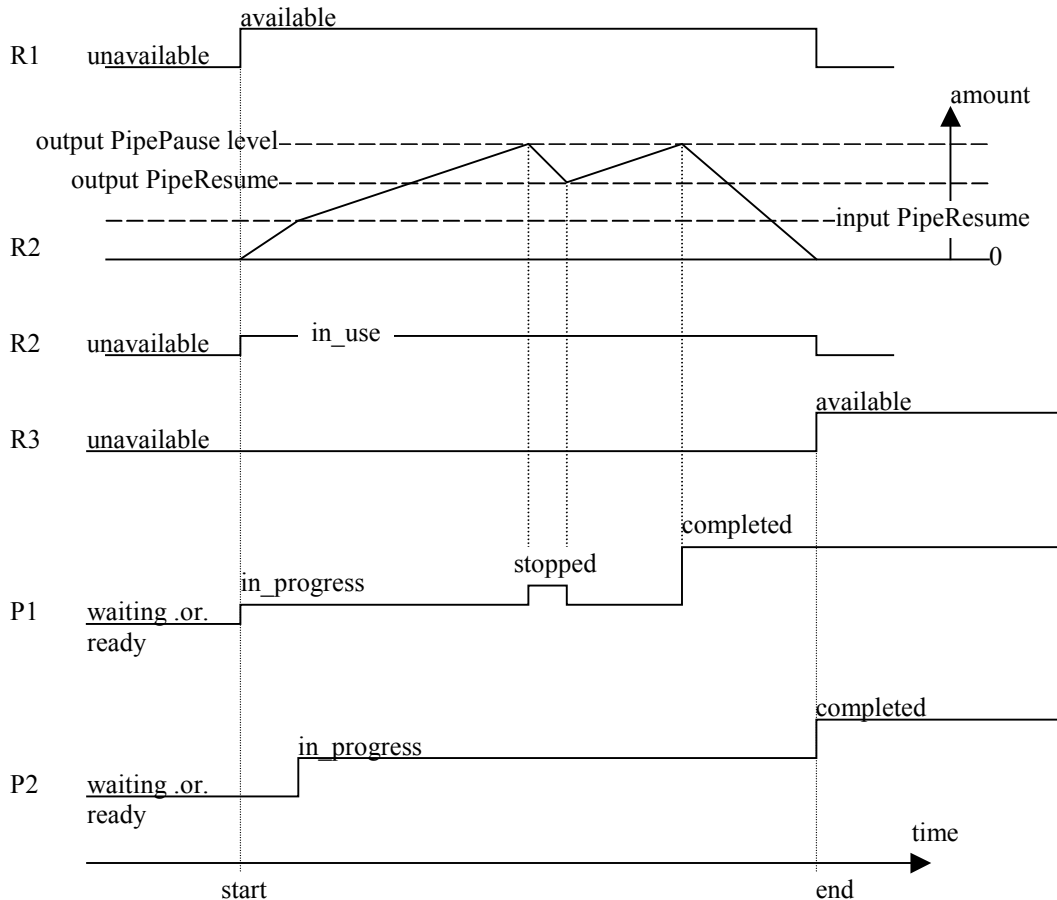 available
R1 unavailable
amount
output PipePause level
output PipeResume
input PipeResume
R2
0
R2 unavailable in_use
available
R3 unavailable
completed
stopped
in_progress
P1 waiting .or.
ready
completed
in_progress
P2 waiting .or.
ready
time
start end